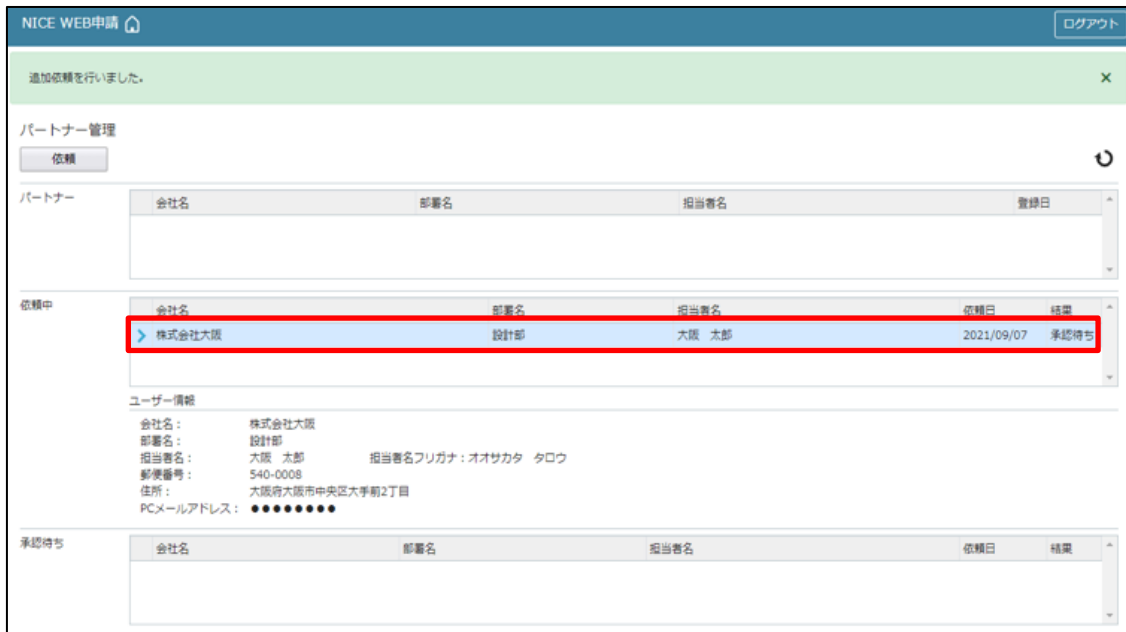 NICE WEB申請
ログアウト
追加依頼を行いました。
×
パートナー管理
依頼
パートナー
会社名 部署名 担当者名 登録日
依頼中
会社名 部署名 担当者名 依頼日 結果
株式会社大阪 設計部 大阪 太郎 2021/09/07 承認待ち
ユーザー情報
会社名： 株式会社大阪
部署名： 設計部
担当者名： 大阪 太郎 担当者名フリガナ：オオサカタ タロウ
郵便番号： 540-0008
住所： 大阪府大阪市中央区大手前2丁目
PCメールアドレス： ●●●●●●●●
承認待ち
会社名 部署名 担当者名 依頼日 結果